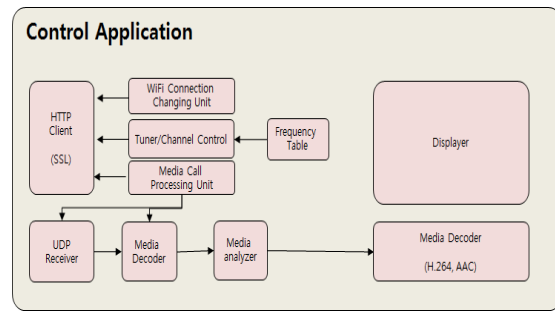 Control Application
WiFi Connection
Changing Unit
HTTP
Client
(SSL)
Tuner/Channel Control
Frequency
Table
Media Call
Processing Unit
Displayer
UDP
Receiver
Media
Decoder
Media
analyzer
Media Decoder
(H.264, AAC)